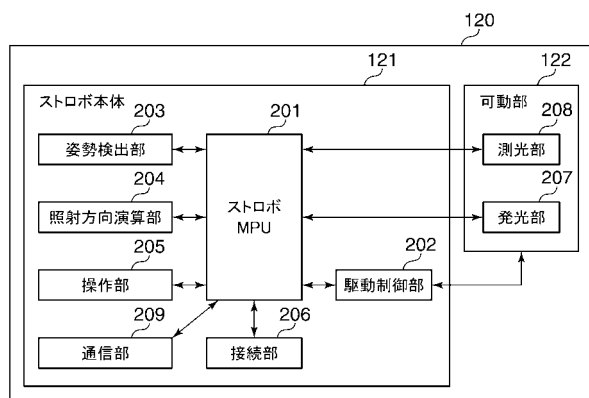 120
121
122
ストロボ本体
可動部
203
201
208
姿勢検出部
測光部
204
照射方向演算部
ストロボ
MPU
207
発光部
205
202
操作部
駆動制御部
209
206
通信部
接続部